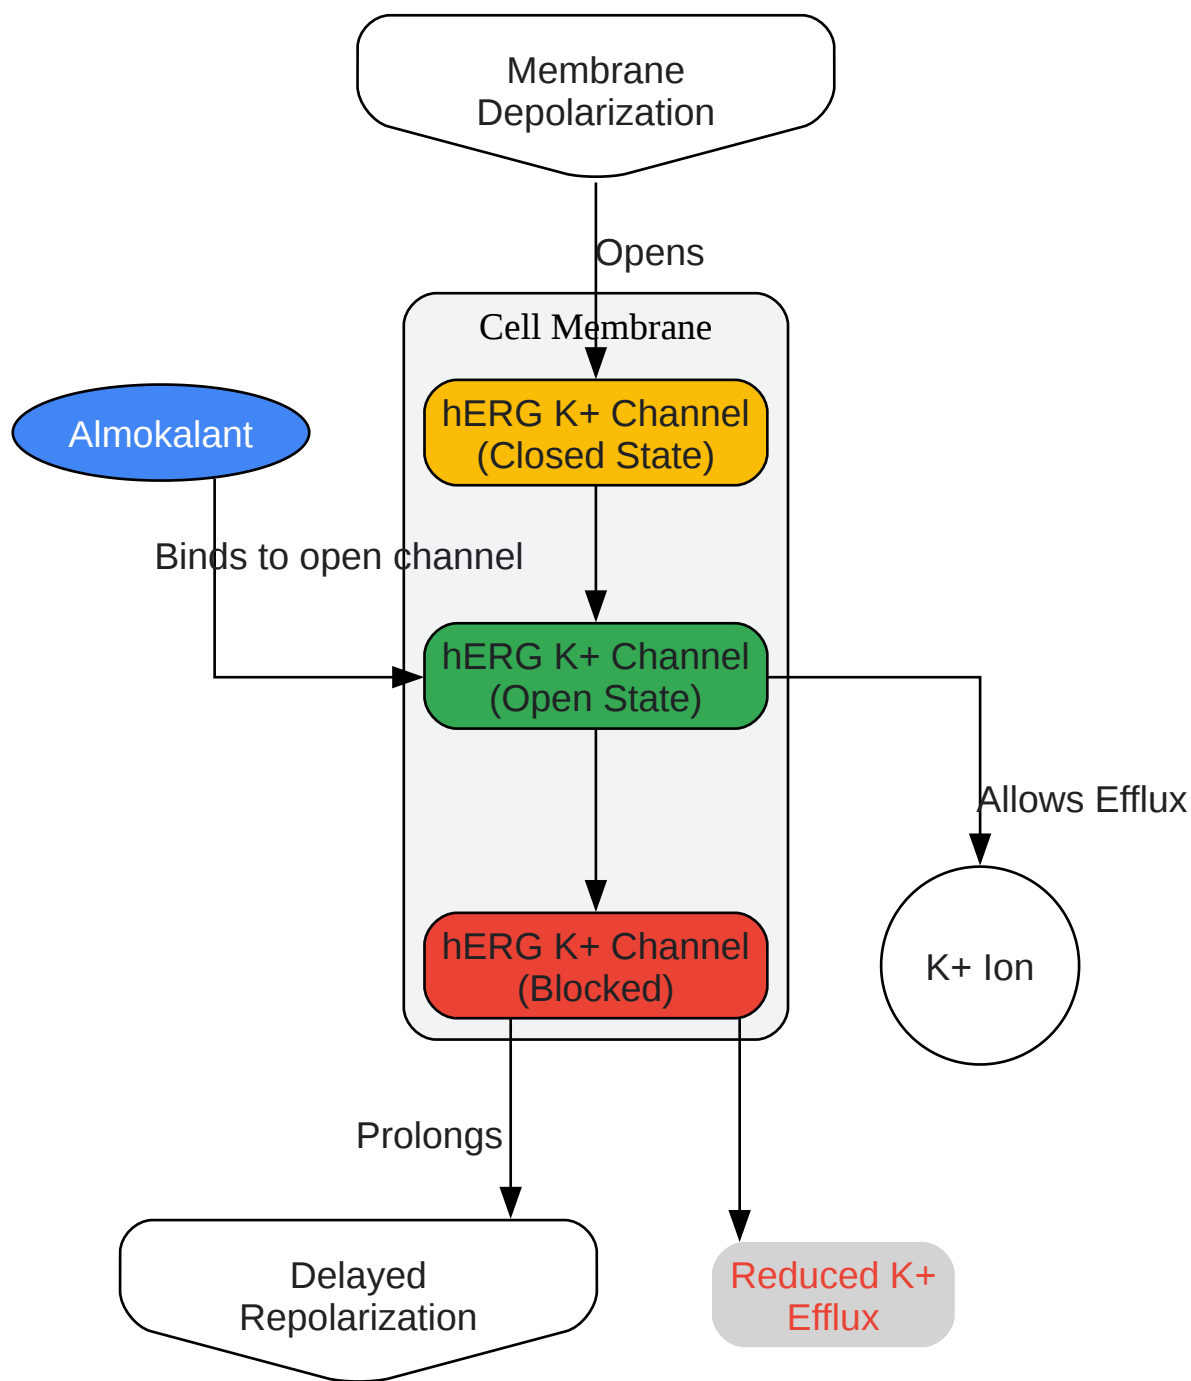 Membrane
Depolarization
Opens
Cell Membrane
hERG K+ Channel
(Closed State)
Almokalant
Binds to open channel
hERG K+ Channel
(Open State)
Allows Efflux
hERG K+ Channel
(Blocked)
K+ Ion
Prolongs
Delayed
Repolarization
Reduced K+
Efflux